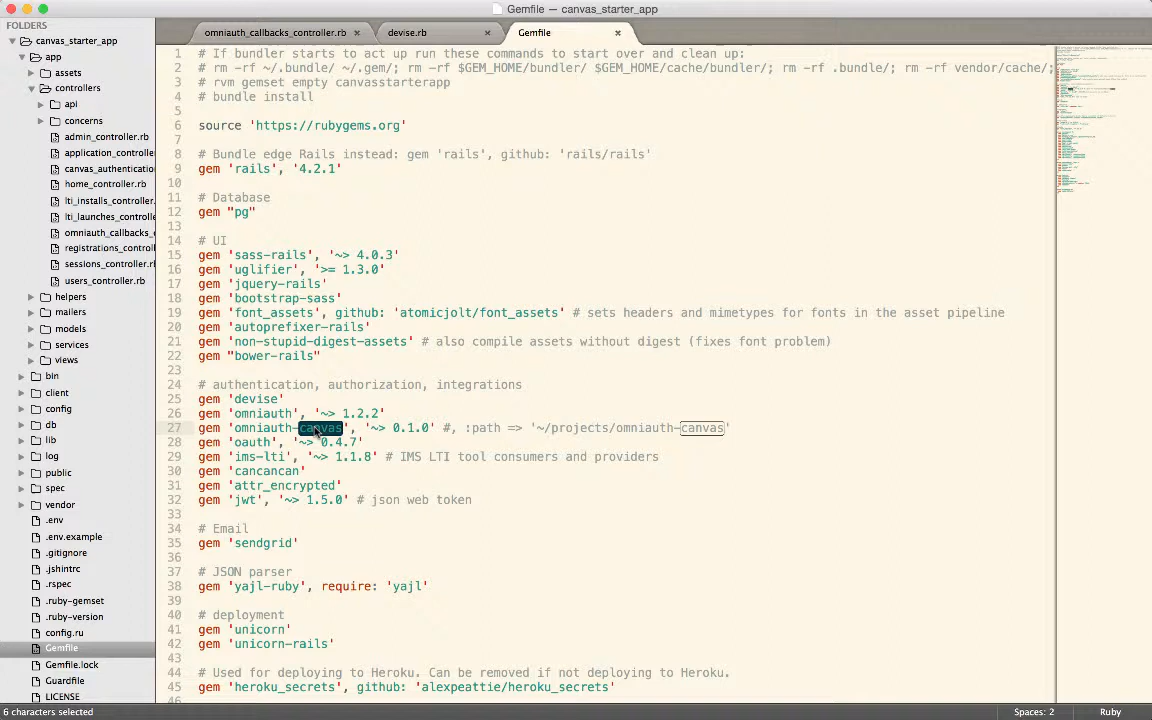 Gemfile — canvas_starter_app
FOLDERS
canvas_starter_app
app
assets
controllers
api
concerns
admin_controller.rb
application_controlle
canvas_authenticatio
home_controller.rb
lti_installs_controller.
lti_launches_controll
omniauth_callbacks_c
registrations_control
sessions_controller.rb
users_controller.rb
helpers
mailers
models
services
views
bin
client
config
db
lib
log
public
spec
vendor
.env
.env.example
.gitignore
.jshintrc
.rspec
.ruby-gemset
.ruby-version
config.ru
Gemfile
Gemfile.lock
Guardfile
LICENSE
omniauth_callbacks_controller.rb × devise.rb × Gemfile ×
1 # If bundler starts to act up run these commands to start over and clean up:
2 # rm -rf ~/.bundle/ ~/.gem/; rm -rf $GEM_HOME/bundler/ $GEM_HOME/cache/bundler/; rm -rf .bundle/; rm -rf vendor/cache/;
3 # rvm gemset empty canvasstarterapp
4 # bundle install
5
6 source 'https://rubygems.org'
7
8 # Bundle edge Rails instead: gem 'rails', github: 'rails/rails'
9 gem 'rails', '4.2.1'
10
11 # Database
12 gem "pg"
13
14 # UI
15 gem 'sass-rails', '~> 4.0.3'
16 gem 'uglifier', '>= 1.3.0'
17 gem 'jquery-rails'
18 gem 'bootstrap-sass'
19 gem 'font_assets', github: 'atomicjolt/font_assets' # sets headers and mimetypes for fonts in the asset pipeline
20 gem 'autoprefixer-rails'
21 gem 'non-stupid-digest-assets' # also compile assets without digest (fixes font problem)
22 gem "bower-rails"
23
24 # authentication, authorization, integrations
25 gem 'devise'
26 gem 'omniauth', '~> 1.2.2'
27 gem 'omniauth-canvas', '~> 0.1.0' #, :path => '~/projects/omniauth-canvas'
28 gem 'oauth', '~> 0.4.7'
29 gem 'ims-lti', '~> 1.1.8' # IMS LTI tool consumers and providers
30 gem 'cancancan'
31 gem 'attr_encrypted'
32 gem 'jwt', '~> 1.5.0' # json web token
33
34 # Email
35 gem 'sendgrid'
36
37 # JSON parser
38 gem 'yajl-ruby', require: 'yajl'
39
40 # deployment
41 gem 'unicorn'
42 gem 'unicorn-rails'
43
44 # Used for deploying to Heroku. Can be removed if not deploying to Heroku.
45 gem 'heroku_secrets', github: 'alexpeattie/heroku_secrets'
6 characters selected
Spaces: 2
Ruby